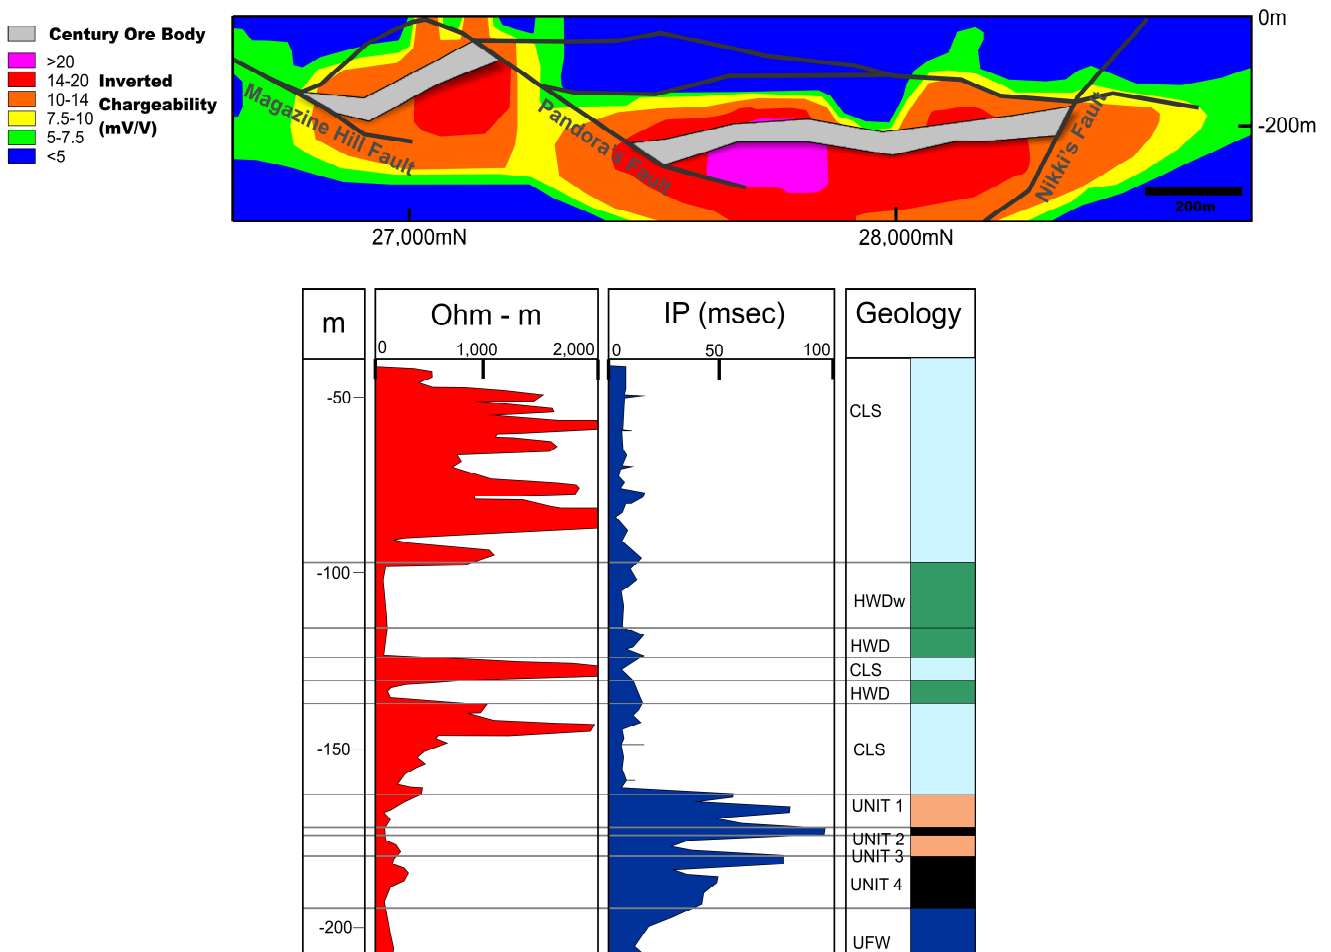 Century Ore Body
>20
14-20
10-14
7.5-10
5-7.5
<5
Inverted
Chargeability
(mV/V)
Magazine Hill Fault
Pandora's Fault
Nikki's Fault
0m
-200m
200m
27,000mN
28,000mN
m
Ohm - m
IP (msec)
Geology
0
1,000
2,000
0
50
100
-50
-100
-150
-200
CLS
HWDw
HWD
CLS
HWD
CLS
UNIT 1
UNIT 2
UNIT 3
UNIT 4
UFW